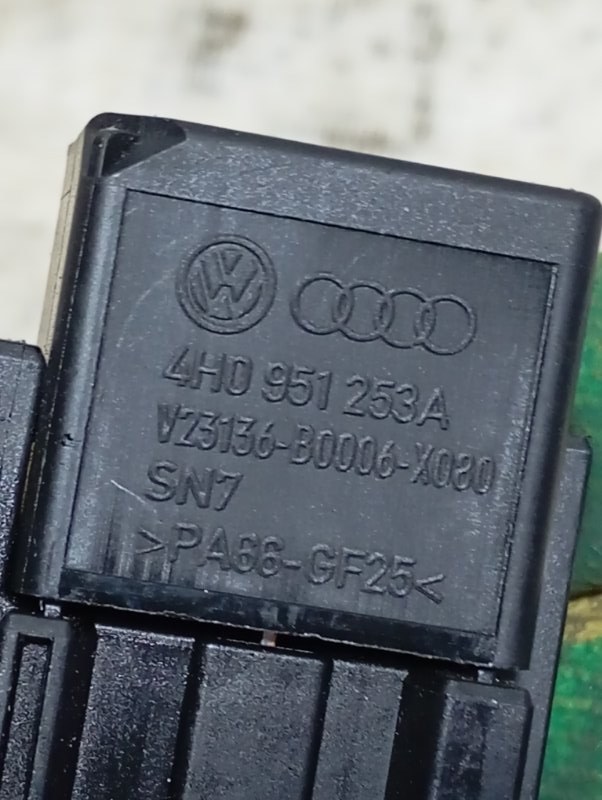 4H0 951 253A
V23136-B0006-X080
SN7
>PA66-GF25<